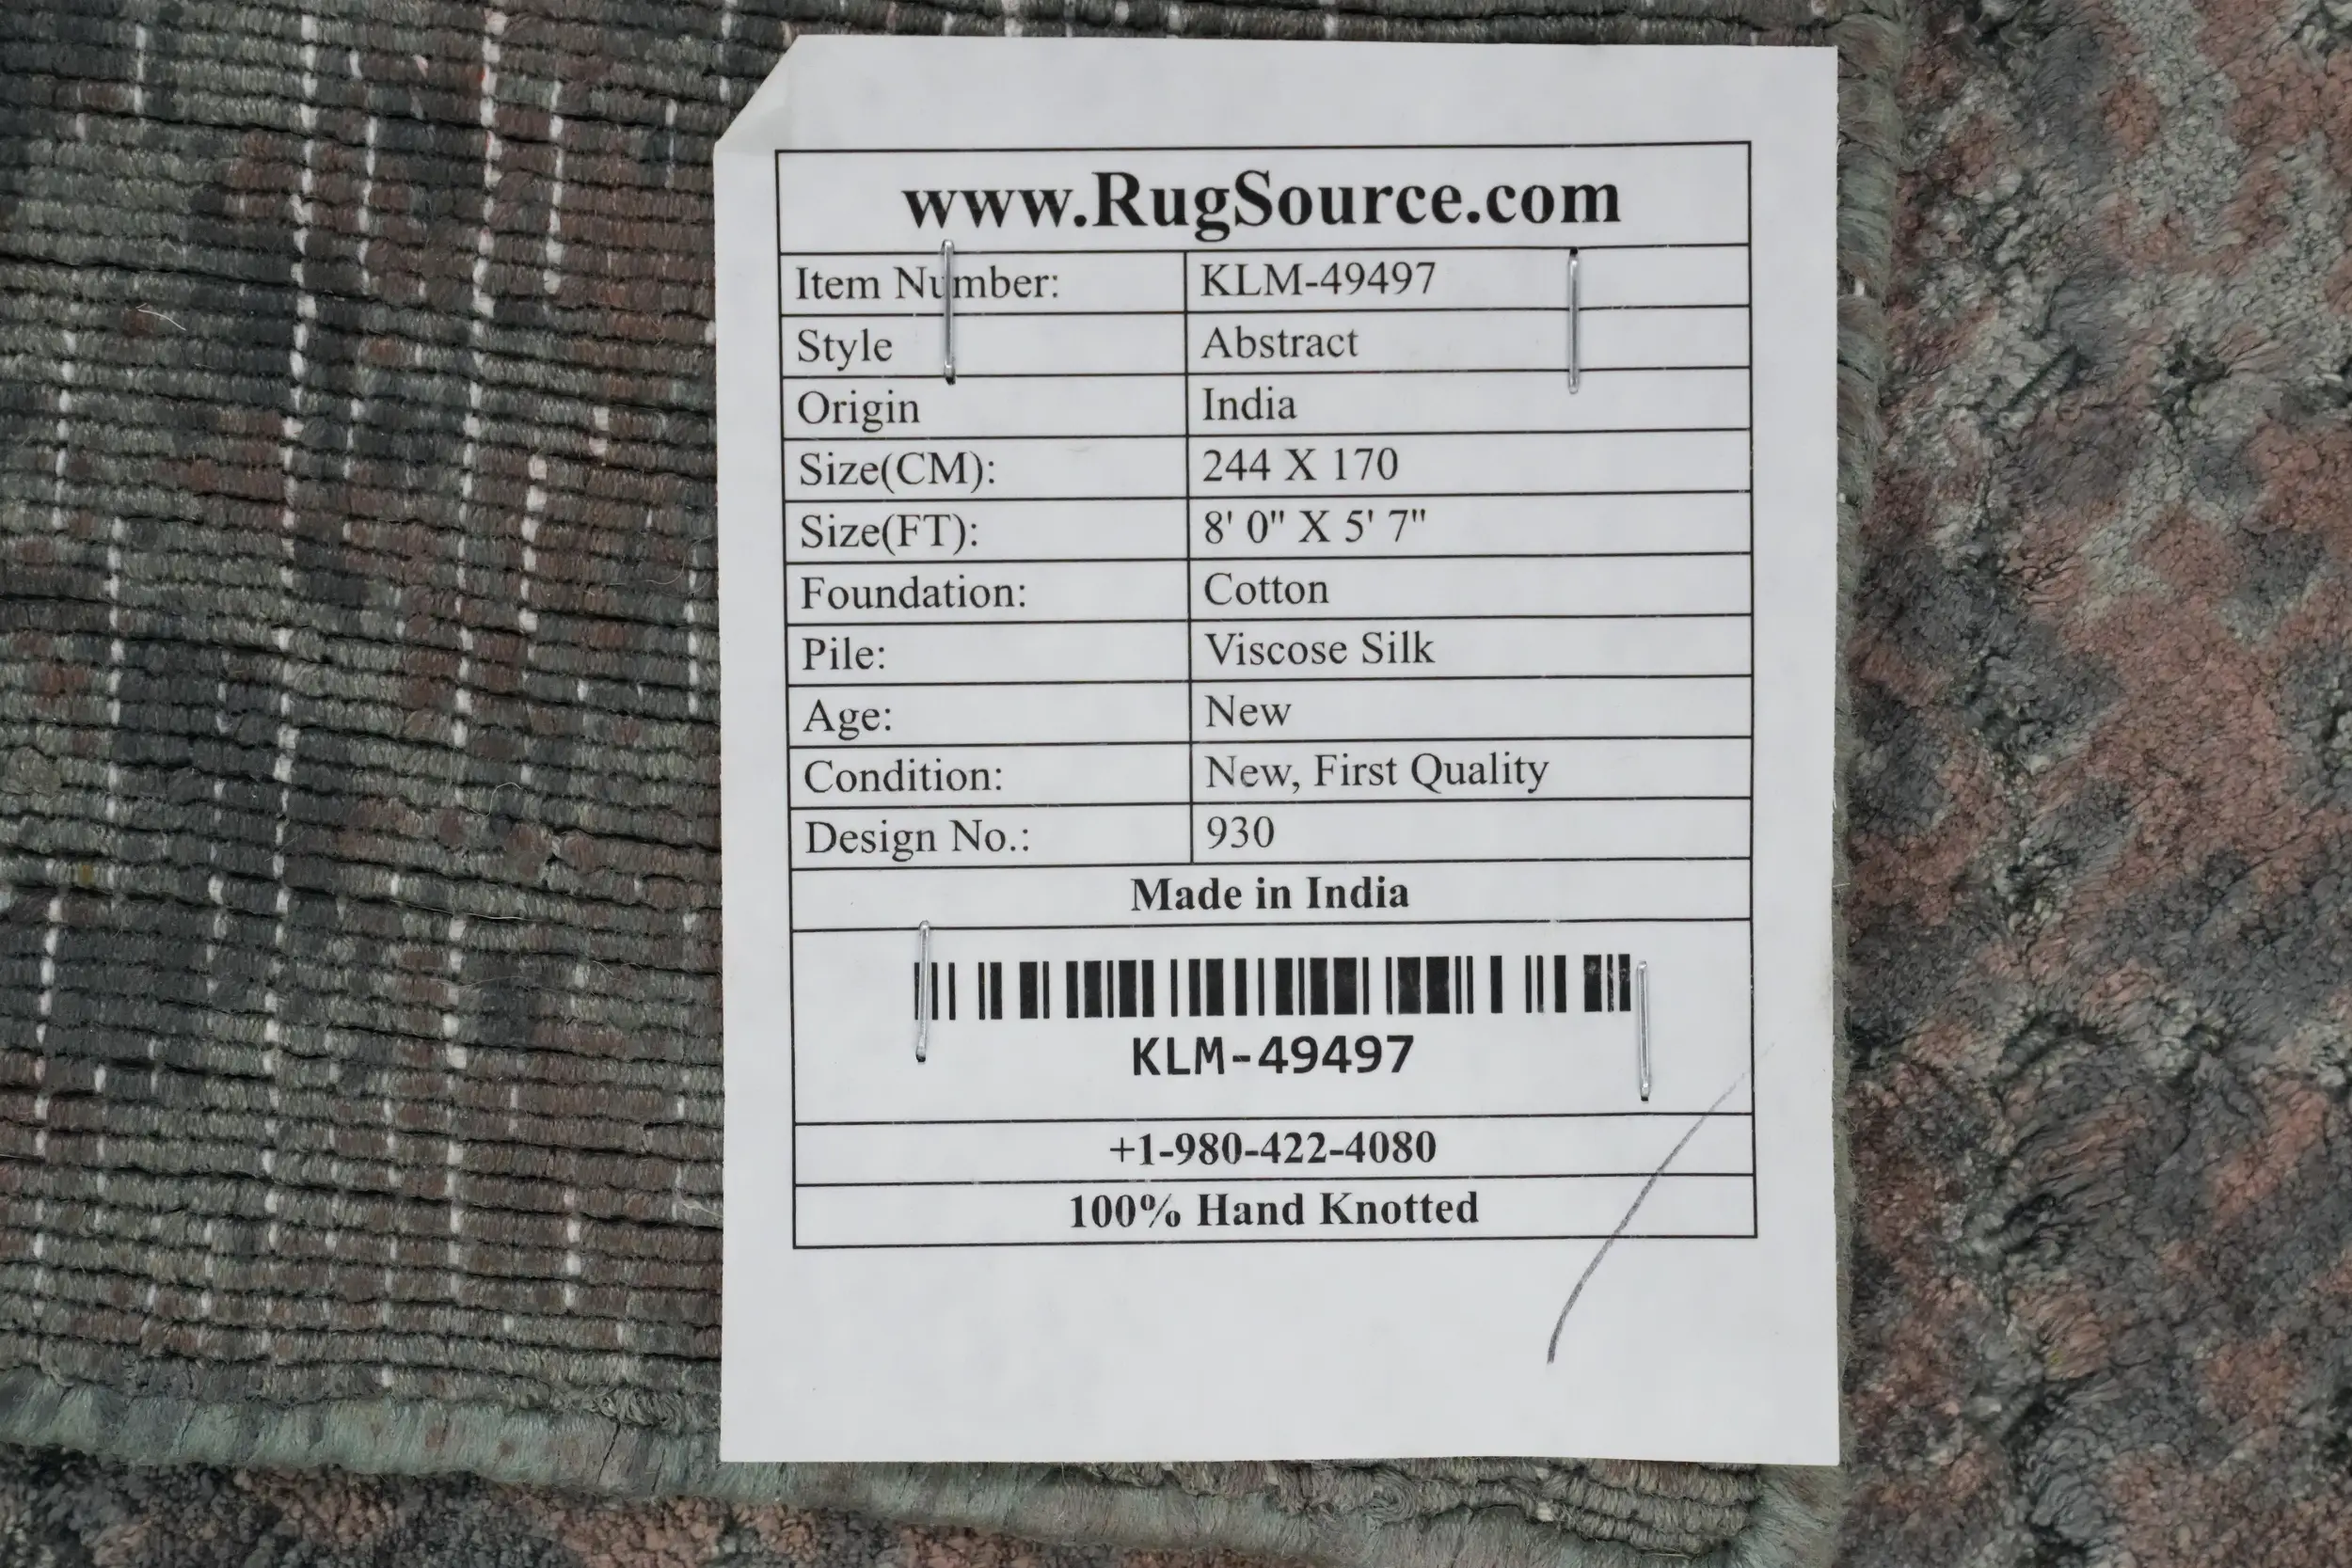 www.RugSource.com
Item Number: KLM-49497
Style Abstract
Origin India
Size(CM): 244 X 170
Size(FT): 8' 0" X 5' 7"
Foundation: Cotton
Pile: Viscose Silk
Age: New
Condition: New, First Quality
Design No.: 930
Made in India
KLM-49497
+1-980-422-4080
100% Hand Knotted